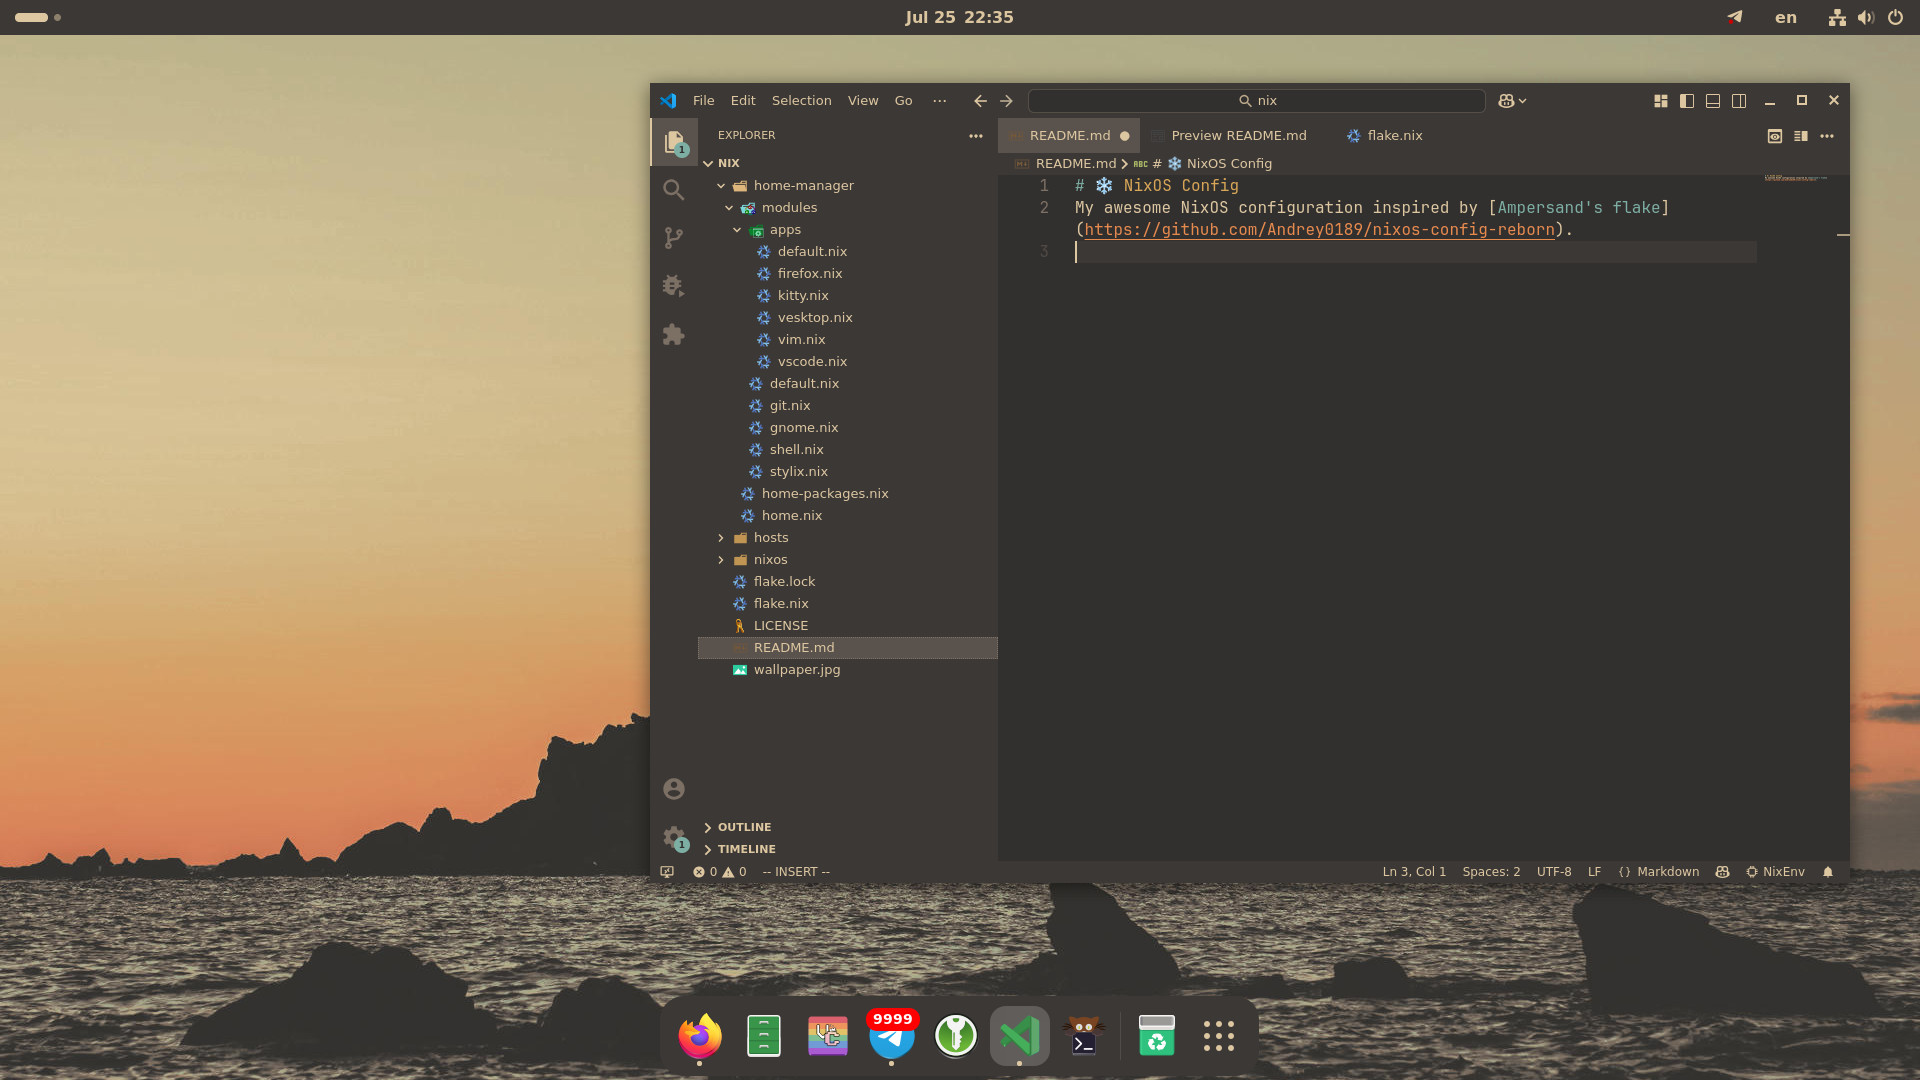 Jul 25 22:35
en
File Edit Selection View Go
nix
EXPLORER
README.md
Preview README.md
flake.nix
NIX
README.md
ABC # ❄️ NixOS Config
home-manager
modules
apps
default.nix
firefox.nix
kitty.nix
vesktop.nix
vim.nix
vscode.nix
default.nix
git.nix
gnome.nix
shell.nix
stylix.nix
home-packages.nix
home.nix
hosts
nixos
flake.lock
flake.nix
LICENSE
README.md
wallpaper.jpg
OUTLINE
TIMELINE
1
1
1 # ❄️ NixOS Config
2 My awesome NixOS configuration inspired by [Ampersand's flake]
(https://github.com/Andrey0189/nixos-config-reborn).
3
0 0 -- INSERT --
Ln 3, Col 1 Spaces: 2 UTF-8 LF {} Markdown NixEnv
UC
9999
>_